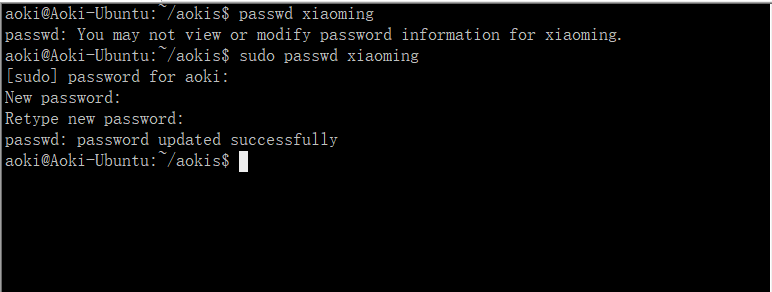 aoki@Aoki-Ubuntu:~/aokis$ passwd xiaoming
passwd: You may not view or modify password information for xiaoming.
aoki@Aoki-Ubuntu:~/aokis$ sudo passwd xiaoming
[sudo] password for aoki:
New password:
Retype new password:
passwd: password updated successfully
aoki@Aoki-Ubuntu:~/aokis$